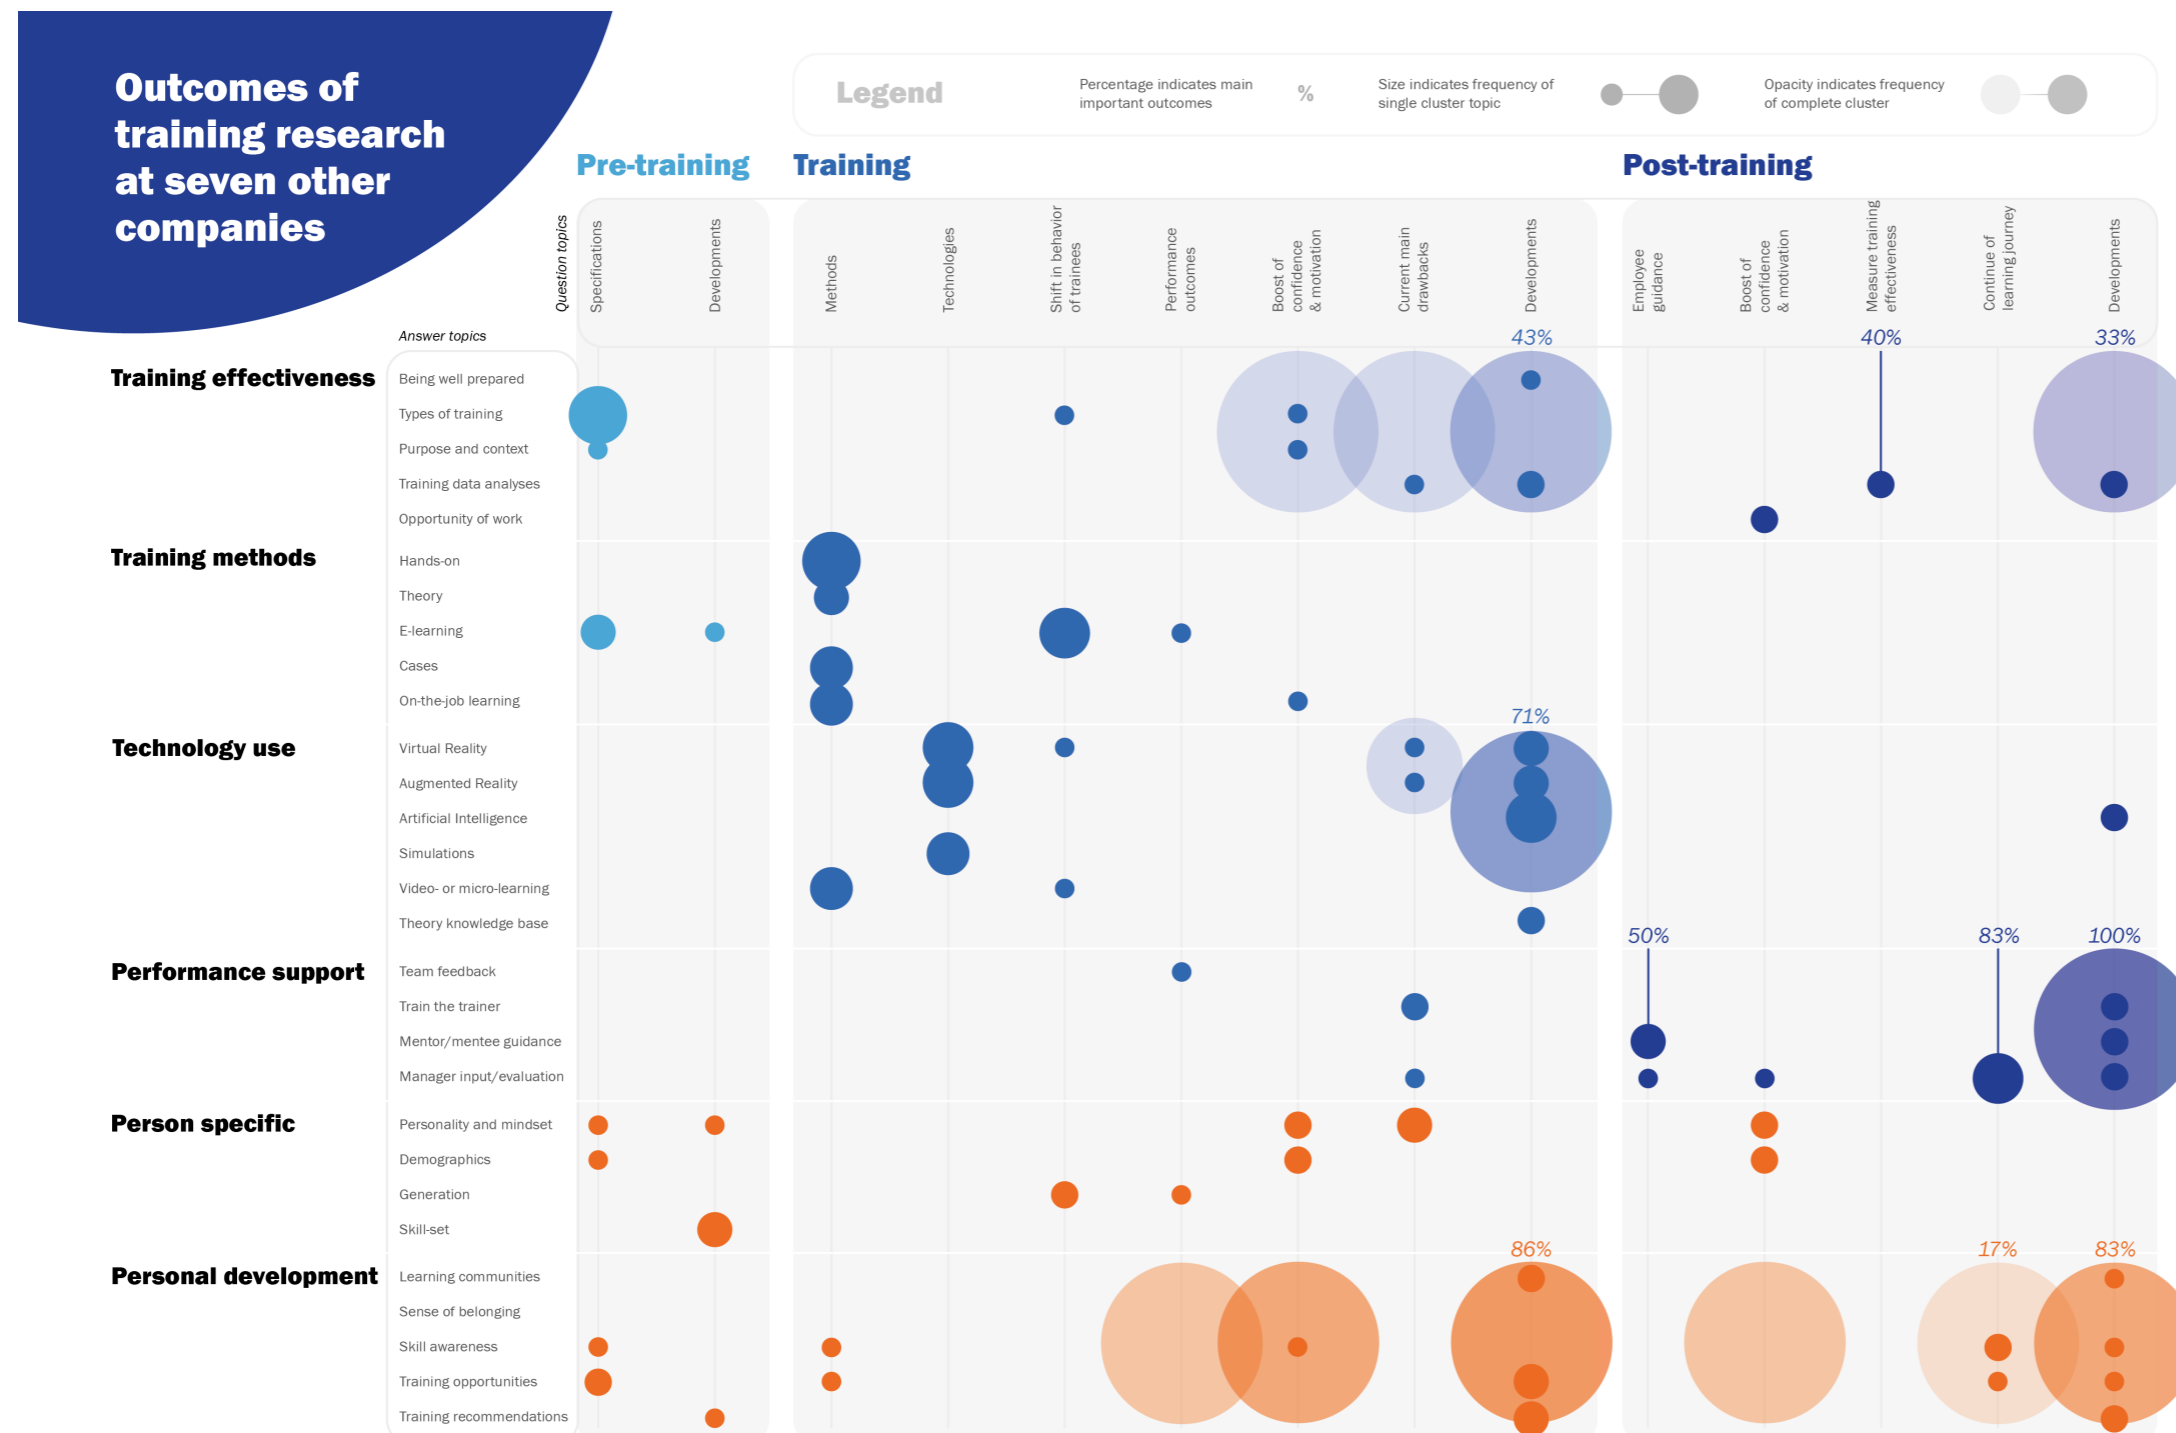 Outcomes of
training research
at seven other
companies
Legend
Percentage indicates main
important outcomes
%
Size indicates frequency of
single cluster topic
Opacity indicates frequency
of complete cluster
Pre-training
Training
Post-training
Question topics
Specifications
Developments
Methods
Technologies
Shift in behavior
of trainees
Performance
outcomes
Boost of
confidence
& motivation
Current main
drawbacks
Developments
Employee
guidance
Boost of
confidence
& motivation
Measure training
effectiveness
Continue of
learning journey
Developments
Answer topics
43%
40%
33%
Training effectiveness
Being well prepared
Types of training
Purpose and context
Training data analyses
Opportunity of work
Training methods
Hands-on
Theory
E-learning
Cases
On-the-job learning
71%
Technology use
Virtual Reality
Augmented Reality
Artificial Intelligence
Simulations
Video- or micro-learning
Theory knowledge base
50%
83%
100%
Performance support
Team feedback
Train the trainer
Mentor/mentee guidance
Manager input/evaluation
Person specific
Personality and mindset
Demographics
Generation
Skill-set
86%
17%
83%
Personal development
Learning communities
Sense of belonging
Skill awareness
Training opportunities
Training recommendations